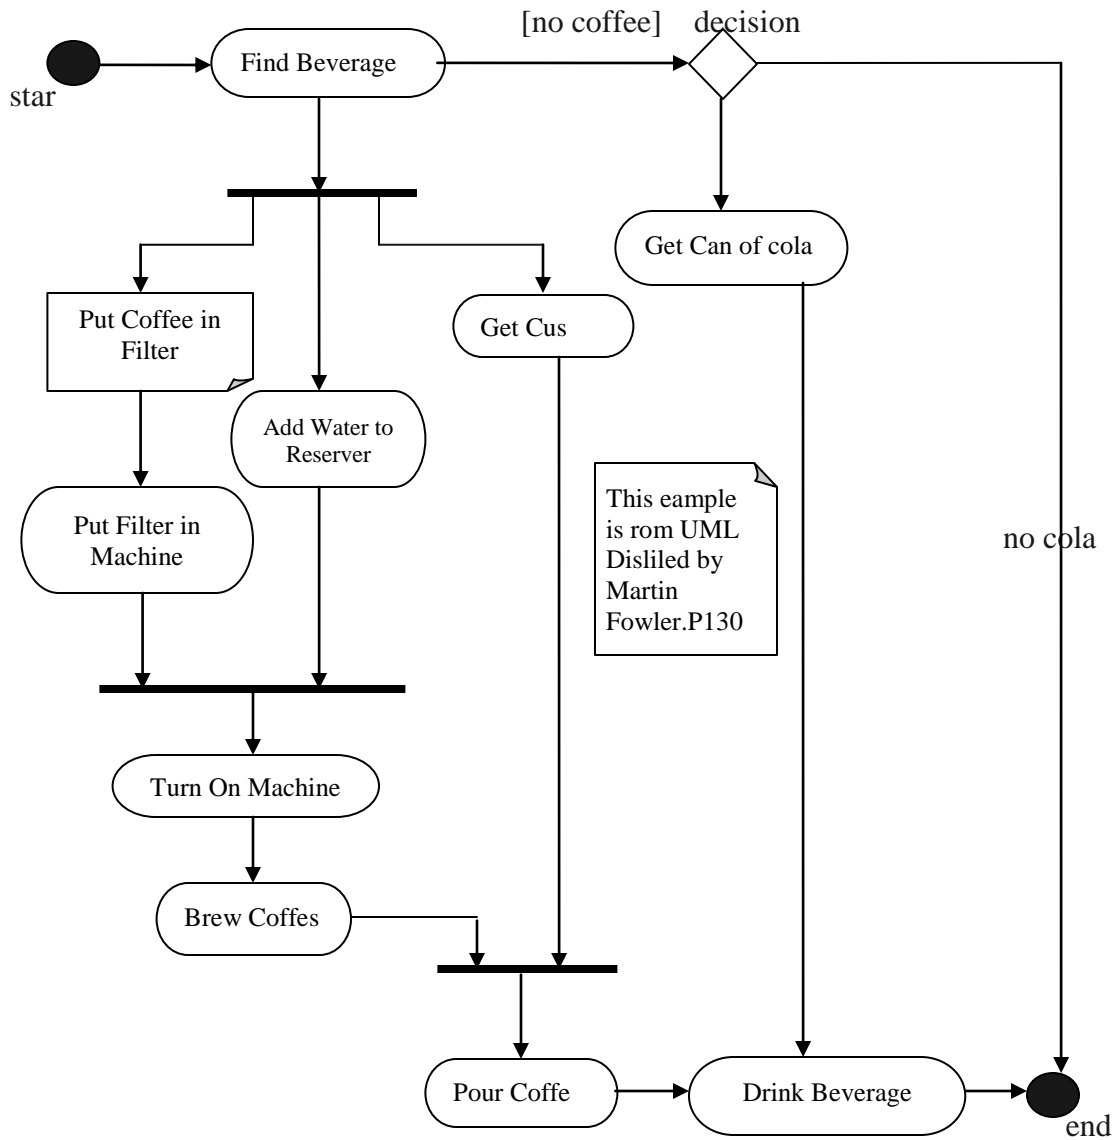 [no coffee]
decision
Find Beverage
star
Get Can of cola
Put Coffee in
Filter
Get Cus
Add Water to
Reserver
This eample
is rom UML
Disliled by
Martin
Fowler.P130
Put Filter in
Machine
no cola
Turn On Machine
Brew Coffes
Pour Coffe
Drink Beverage
end